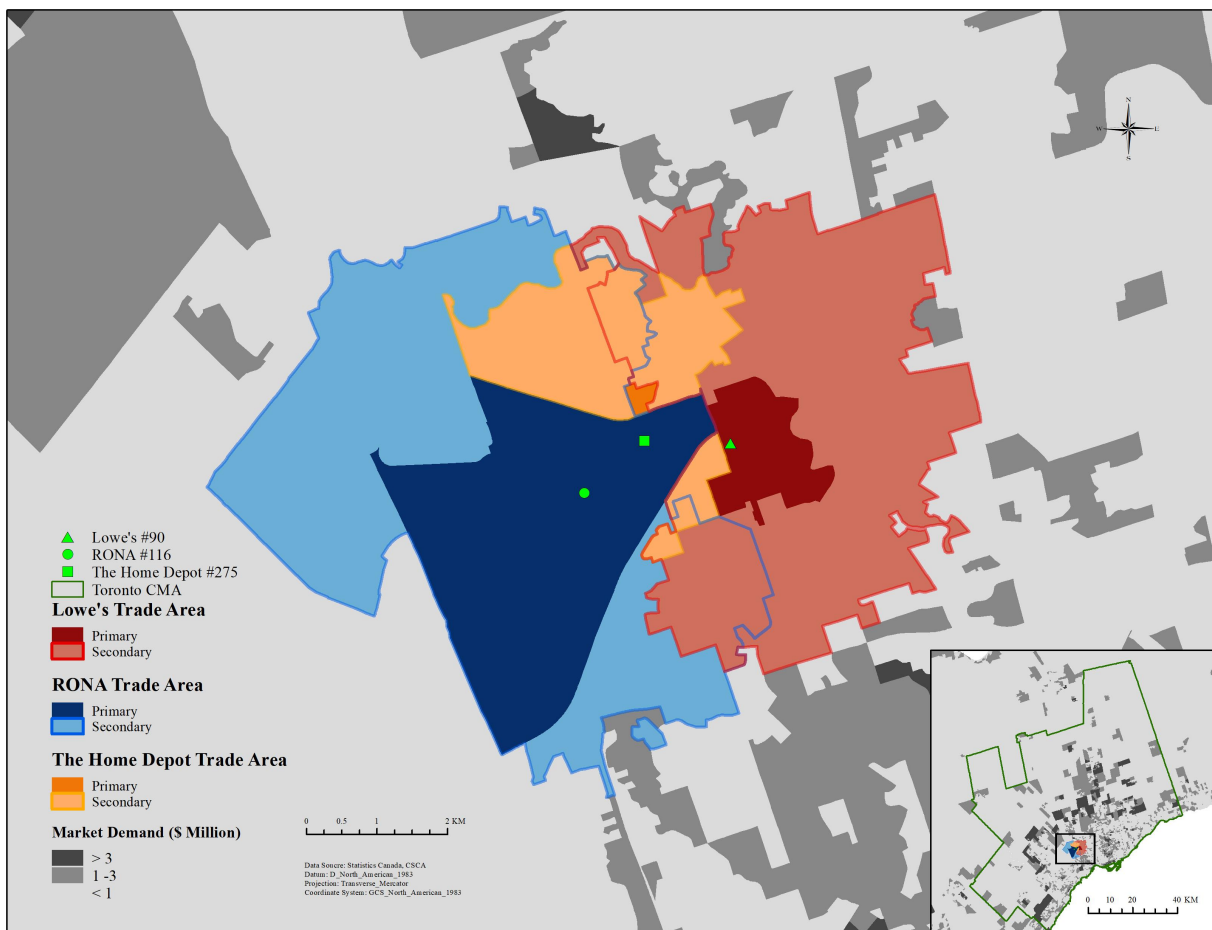 N
W E
S
Lowe's #90
RONA #116
The Home Depot #275
Toronto CMA
Lowe's Trade Area
Primary
Secondary
RONA Trade Area
Primary
Secondary
The Home Depot Trade Area
Primary
Secondary
Market Demand ($ Million)
> 3
1 -3
< 1
0 0.5 1 2 KM
Data Soucre: Statistics Canada, CSCA
Datum: D_North_American_1983
Projection: Transverse_Mercator
Coordinate System: GCS_North_American_1983
0 10 20 40 KM